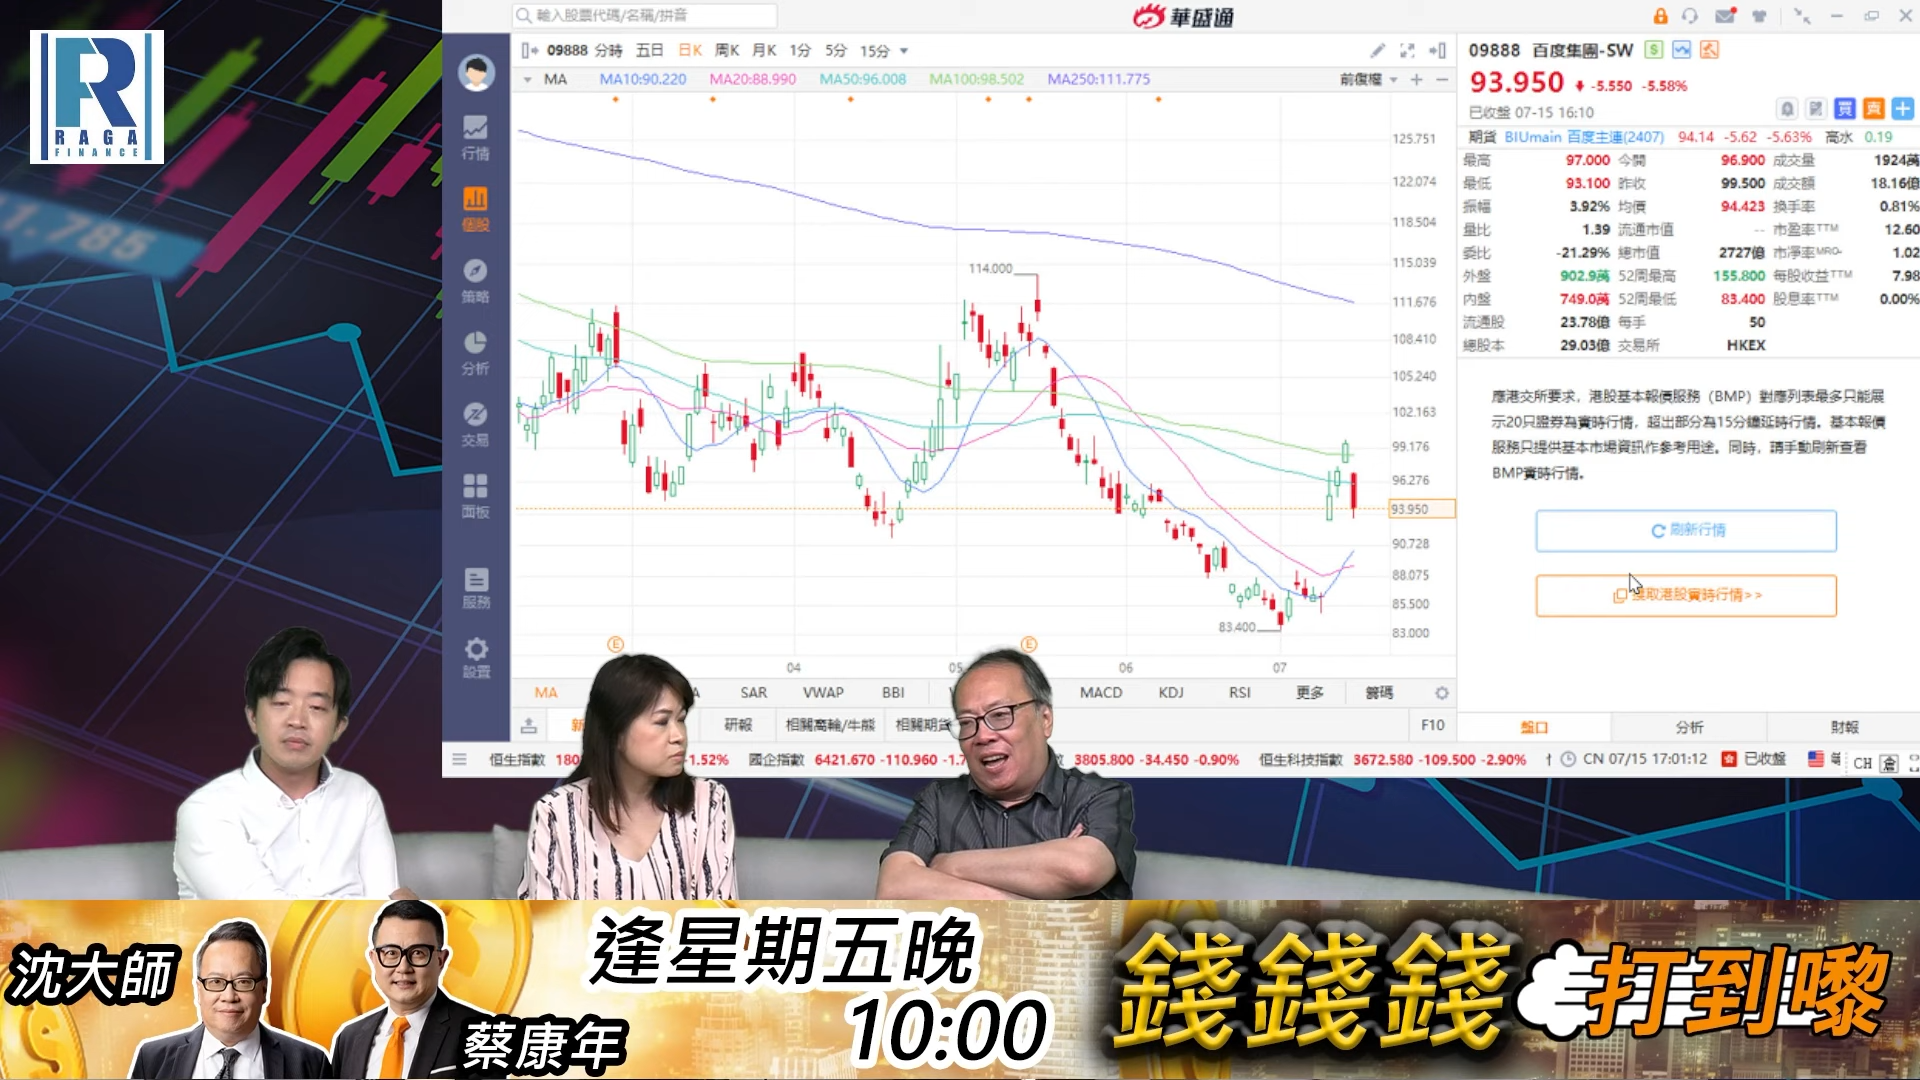 RAGA
FINANCE
11.785
輸入股票代碼/名稱/拼音
華盛通
09888 分時 五日 日K 周K 月K 1分 5分 15分
MA MA10:90.220 MA20:88.990 MA50:96.008 MA100:98.502 MA250:111.775 前復權
行情
個股
策略
分析
交易
面板
服務
設置
125.751
122.074
118.504
115.039
111.676
108.410
105.240
102.163
99.176
96.276
93.950
90.728
88.075
85.500
83.000
114.000
83.400
E
E
04 05 06 07
MA SAR VWAP BBI MACD KDJ RSI 更多 籌碼
研報 相關窩輪/牛熊 相關期貨 F10
恒生指數 180 -1.52% 國企指數 6421.670 -110.960 -1.7 3805.800 -34.450 -0.90% 恒生科技指數 3672.580 -109.500 -2.90% CN 07/15 17:01:12 已收盤 CH 倉
09888 百度集團-SW $
93.950 -5.550 -5.58%
已收盤 07-15 16:10 買 賣
期貨 BIUmain 百度主連(2407) 94.14 -5.62 -5.63% 高水 0.19
最高 97.000 今開 96.900 成交量 1924萬
最低 93.100 昨收 99.500 成交額 18.16億
振幅 3.92% 均價 94.423 換手率 0.81%
量比 1.39 流通市值 -- 市盈率TTM 12.60
委比 -21.29% 總市值 2727億 市淨率MRQ 1.02
外盤 902.9萬 52周最高 155.800 每股收益TTM 7.98
內盤 749.0萬 52周最低 83.400 股息率TTM 0.00%
流通股 23.78億 每手 50
總股本 29.03億 交易所 HKEX
應港交所要求，港股基本報價服務（BMP）對應列表最多只能展
示20只證券為實時行情，超出部分為15分鐘延時行情。基本報價
服務只提供基本市場資訊作參考用途。同時，請手動刷新查看
BMP實時行情。
刷新行情
取港股實時行情>>
盤口 分析 財報
沈大師
蔡康年
逢星期五晚
10:00
錢錢錢
打到嚟